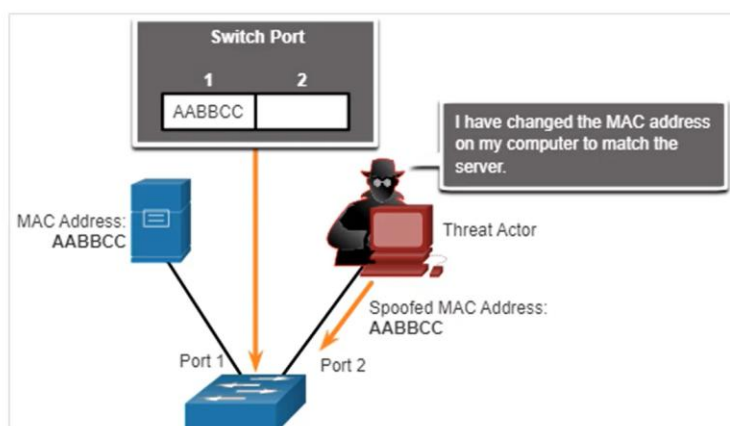 Switch Port
1 2
AABBCC
I have changed the MAC address
on my computer to match the
server.
MAC Address:
AABBCC
Threat Actor
Spoofed MAC Address:
AABBCC
Port 1
Port 2